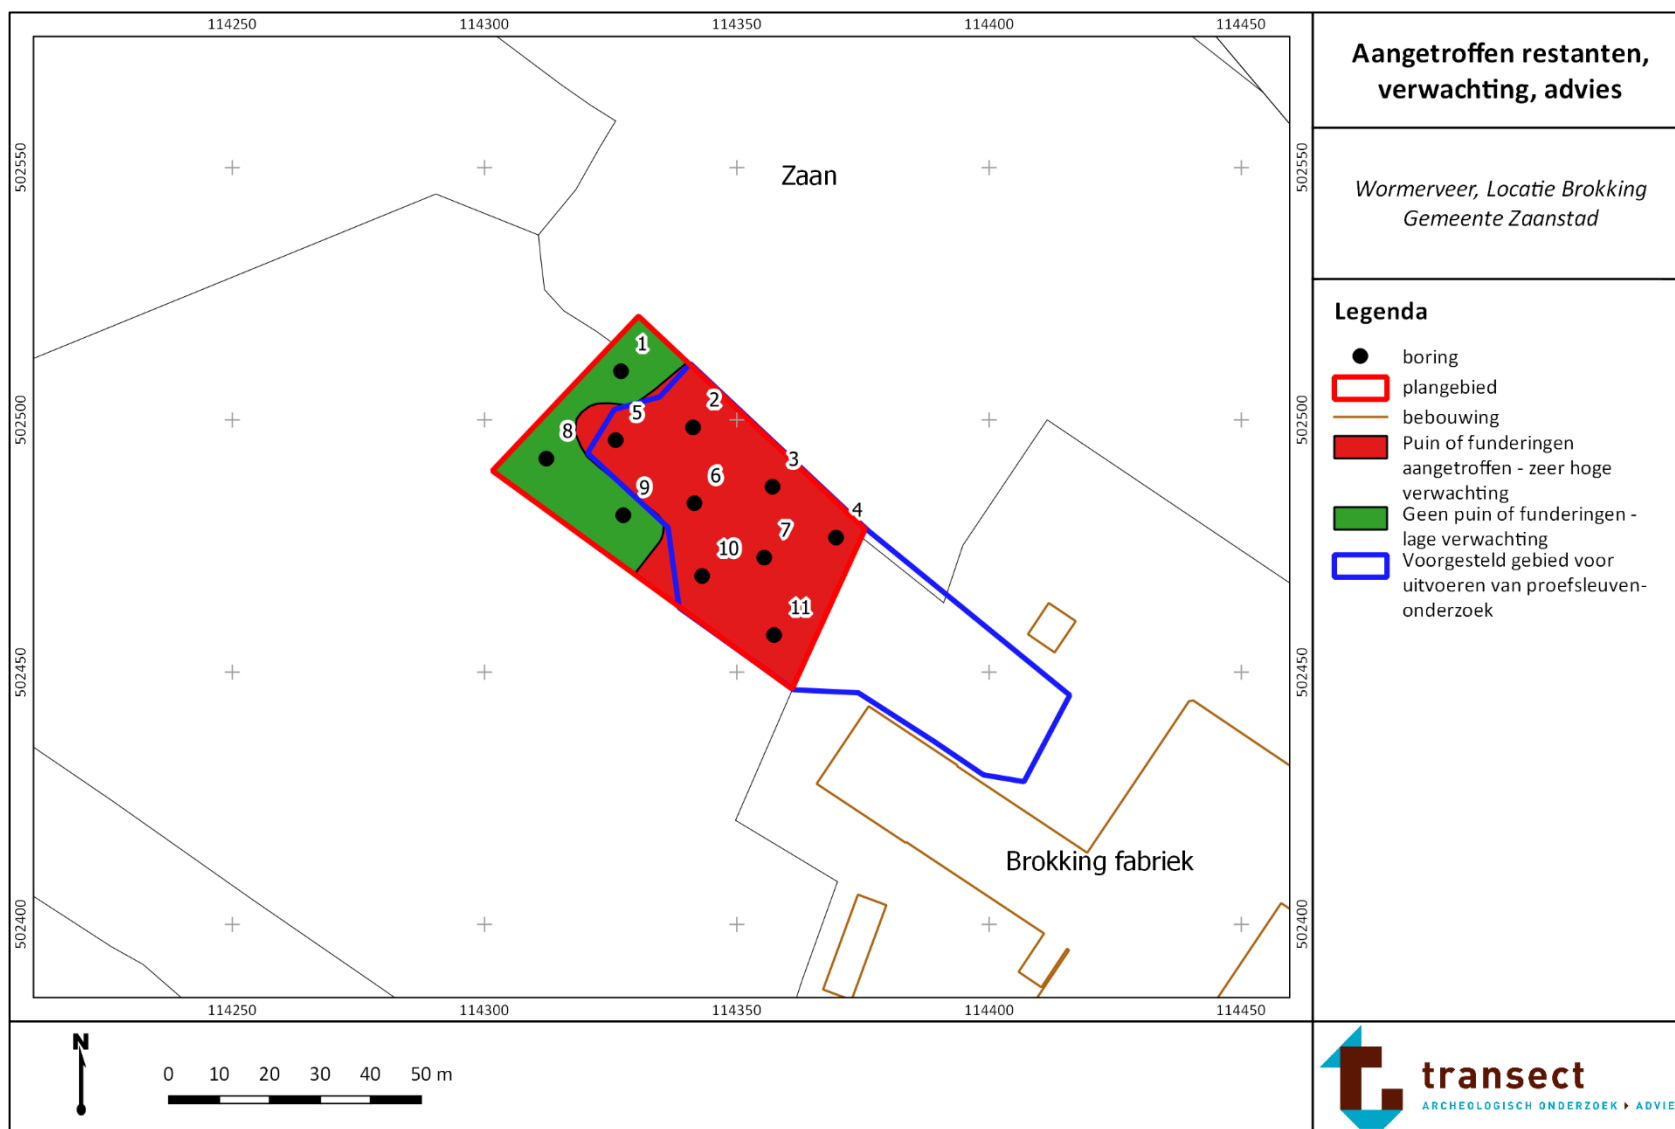 114250 114300 114350 114400 114450
Aangetroffen restanten,
verwachting, advies
Wormerveer, Locatie Brokking
Gemeente Zaanstad
502550
502550
Zaan
Legenda
boring
plangebied
bebouwing
Puin of funderingen
aangetroffen - zeer hoge
verwachting
Geen puin of funderingen -
lage verwachting
Voorgesteld gebied voor
uitvoeren van proefsleuven-
onderzoek
502500
502500
1
2
5
8
3
6
9
4
7
10
11
502450
502450
Brokking fabriek
502400
502400
114250 114300 114350 114400 114450
N
0 10 20 30 40 50 m
transect
ARCHEOLOGISCH ONDERZOEK ADVIE